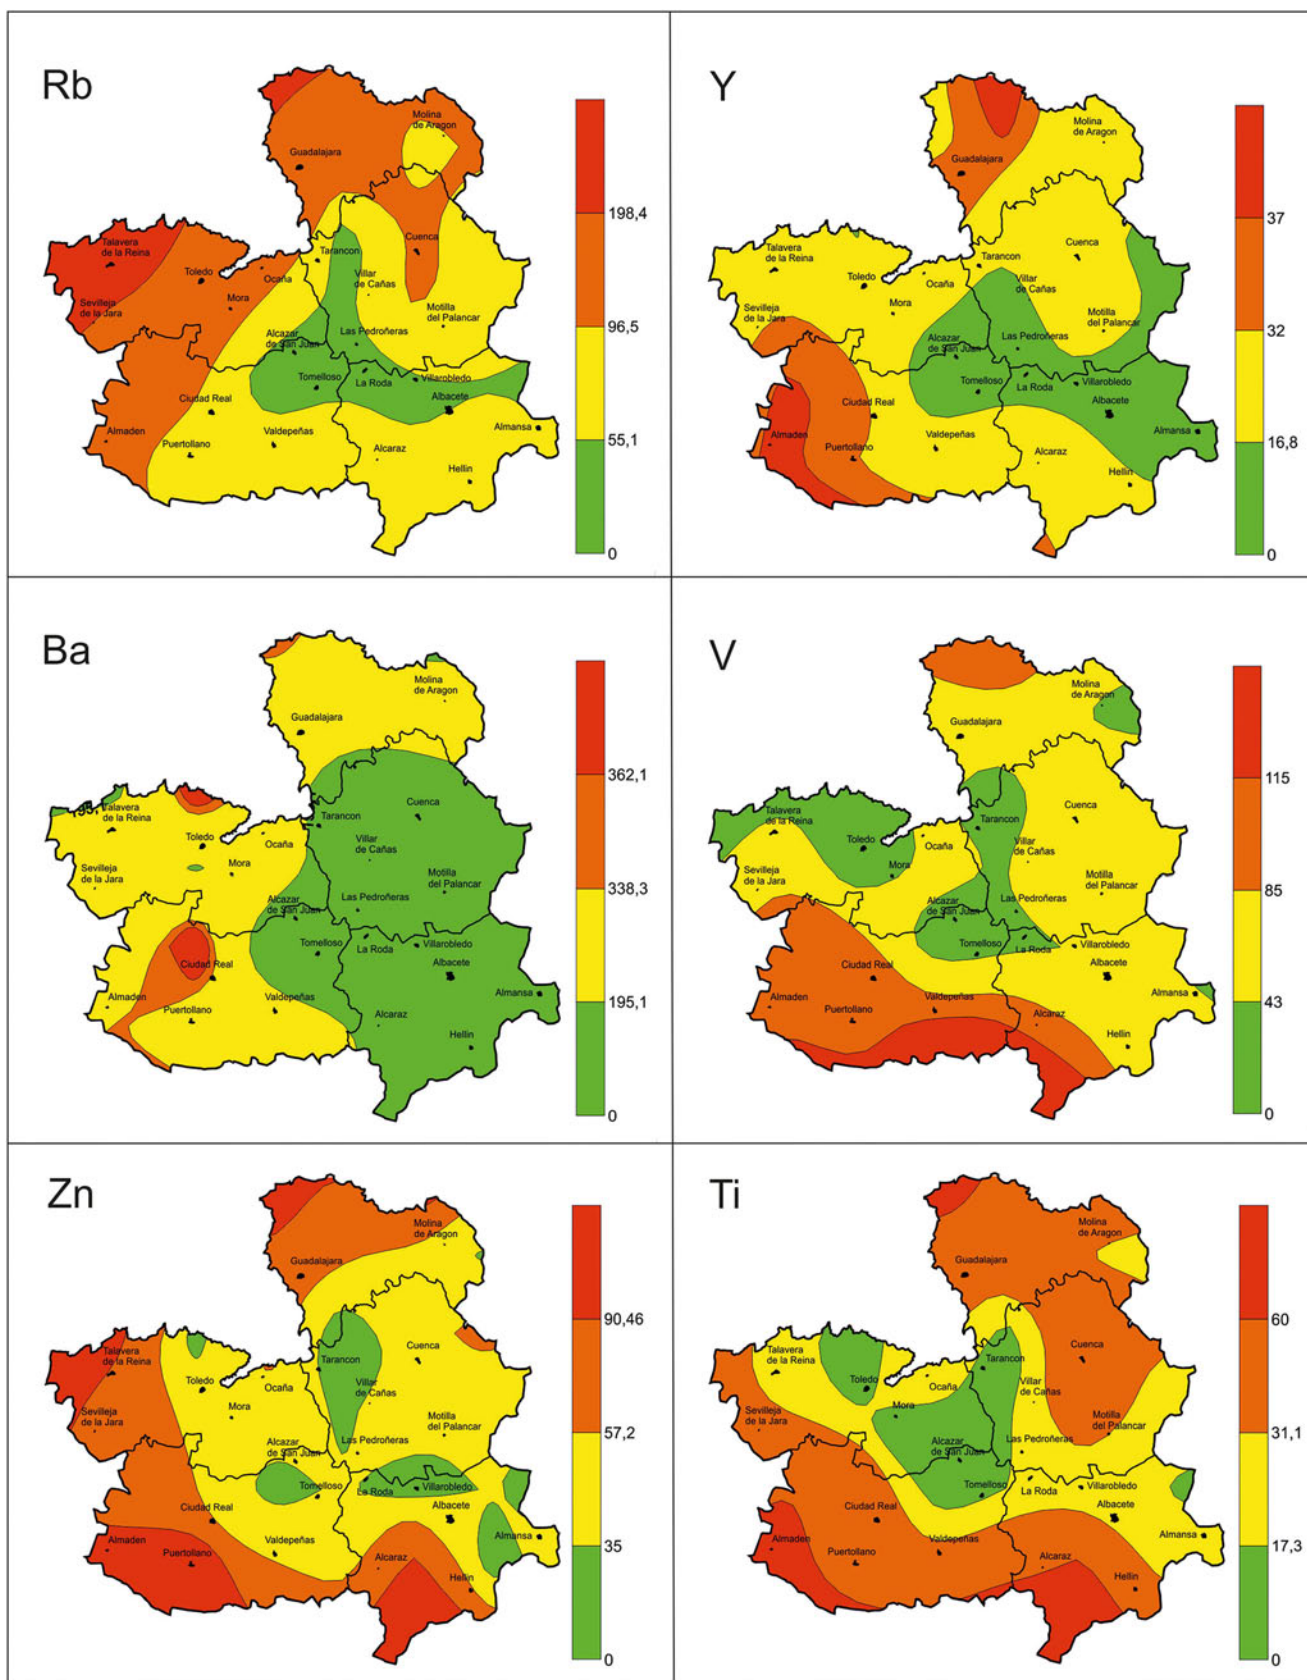 Rb
Molina
de Aragon
Guadalajara
Talavera
de la Reina
Toledo
Ocaña
Tarancon
Cuenca
Villar
de Cañas
Sevilleja
de la Jara
Mora
Motilla
del Palancar
Alcazar
de San Juan
Las Pedroñeras
Tomelloso
La Roda
Villarobledo
Ciudad Real
Albacete
Almaden
Puertollano
Valdepeñas
Alcaraz
Almansa
Hellin
198,4
96,5
55,1
0
Y
Molina
de Aragon
Guadalajara
Talavera
de la Reina
Toledo
Ocaña
Tarancon
Cuenca
Villar
de Cañas
Sevilleja
de la Jara
Mora
Motilla
del Palancar
Alcazar
de San Juan
Las Pedroñeras
Tomelloso
La Roda
Villarobledo
Ciudad Real
Albacete
Almaden
Puertollano
Valdepeñas
Alcaraz
Almansa
Hellin
37
32
16,8
0
Ba
Molina
de Aragon
Guadalajara
Talavera
de la Reina
Toledo
Ocaña
Tarancon
Cuenca
Villar
de Cañas
Sevilleja
de la Jara
Mora
Motilla
del Palancar
Alcazar
de San Juan
Las Pedroñeras
Tomelloso
La Roda
Villarobledo
Ciudad Real
Albacete
Almaden
Puertollano
Valdepeñas
Alcaraz
Almansa
Hellin
362,1
338,3
195,1
0
V
Molina
de Aragon
Guadalajara
Talavera
de la Reina
Toledo
Ocaña
Tarancon
Cuenca
Villar
de Cañas
Sevilleja
de la Jara
Mora
Motilla
del Palancar
Alcazar
de San Juan
Las Pedroñeras
Tomelloso
La Roda
Villarobledo
Ciudad Real
Albacete
Almaden
Puertollano
Valdepeñas
Alcaraz
Almansa
Hellin
115
85
43
0
Zn
Molina
de Aragon
Guadalajara
Talavera
de la Reina
Toledo
Ocaña
Tarancon
Cuenca
Villar
de Cañas
Sevilleja
de la Jara
Mora
Motilla
del Palancar
Alcazar
de San Juan
Las Pedroñeras
Tomelloso
La Roda
Villarobledo
Ciudad Real
Albacete
Almaden
Puertollano
Valdepeñas
Alcaraz
Almansa
Hellin
90,46
57,2
35
0
Ti
Molina
de Aragon
Guadalajara
Talavera
de la Reina
Toledo
Ocaña
Tarancon
Cuenca
Villar
de Cañas
Sevilleja
de la Jara
Mora
Motilla
del Palancar
Alcazar
de San Juan
Las Pedroñeras
Tomelloso
La Roda
Villarobledo
Ciudad Real
Albacete
Almaden
Puertollano
Valdepeñas
Alcaraz
Almansa
Hellin
60
31,1
17,3
0